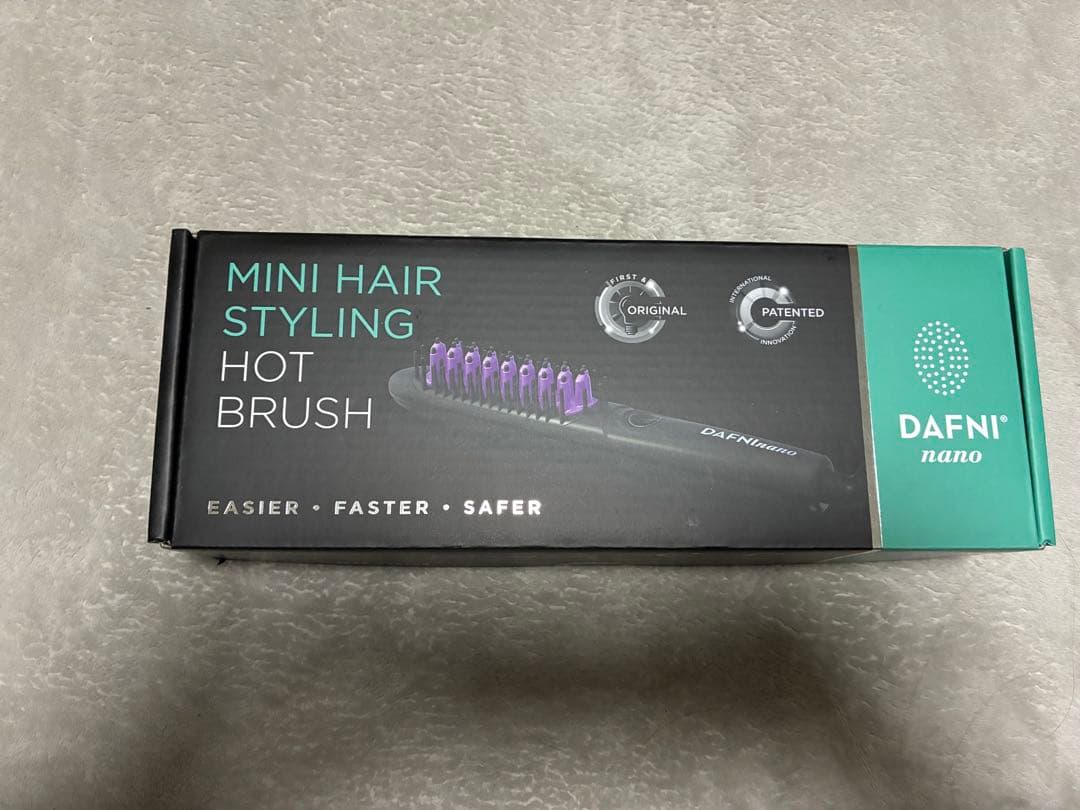 MINI HAIR
STYLING
HOT
BRUSH
FIRST &
ORIGINAL
INTERNATIONAL
PATENTED
INNOVATION
DAFNInano
EASIER • FASTER • SAFER
DAFNI®
nano